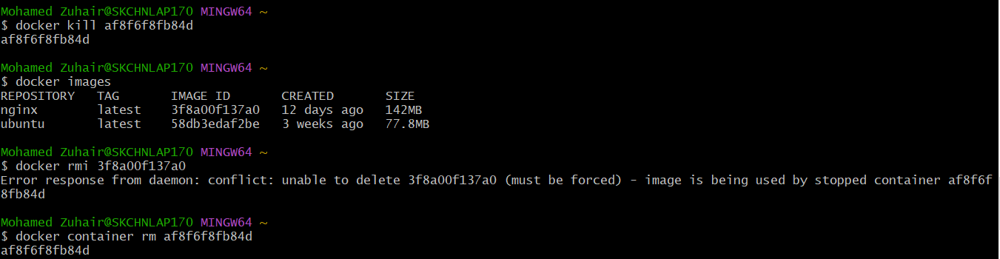 Mohamed Zuhair@SKCHNLAP170 MINGW64 ~
$ docker kill af8f6f8fb84d
af8f6f8fb84d
Mohamed Zuhair@SKCHNLAP170 MINGW64 ~
$ docker images
REPOSITORY   TAG       IMAGE ID       CREATED       SIZE
nginx        latest    3f8a00f137a0   12 days ago   142MB
ubuntu       latest    58db3edaf2be   3 weeks ago   77.8MB
Mohamed Zuhair@SKCHNLAP170 MINGW64 ~
$ docker rmi 3f8a00f137a0
Error response from daemon: conflict: unable to delete 3f8a00f137a0 (must be forced) - image is being used by stopped container af8f6f
8fb84d
Mohamed Zuhair@SKCHNLAP170 MINGW64 ~
$ docker container rm af8f6f8fb84d
af8f6f8fb84d